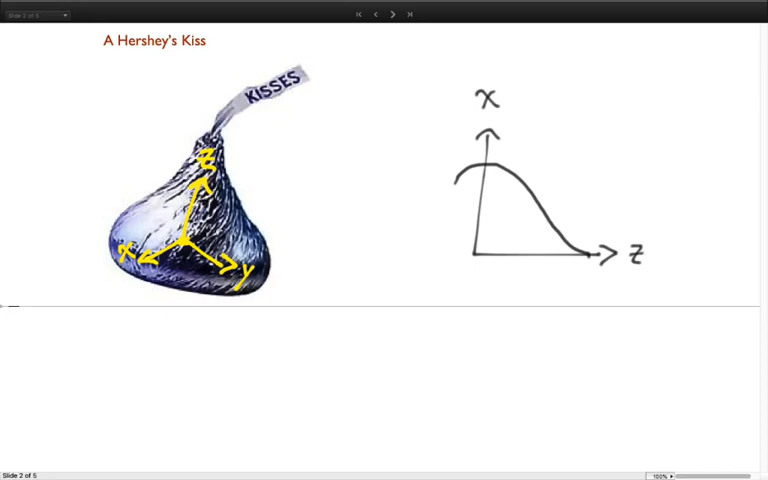 Slide 2 of 5
A Hershey's Kiss
KISSES
z
x
y
x
z
Slide 2 of 5
100%